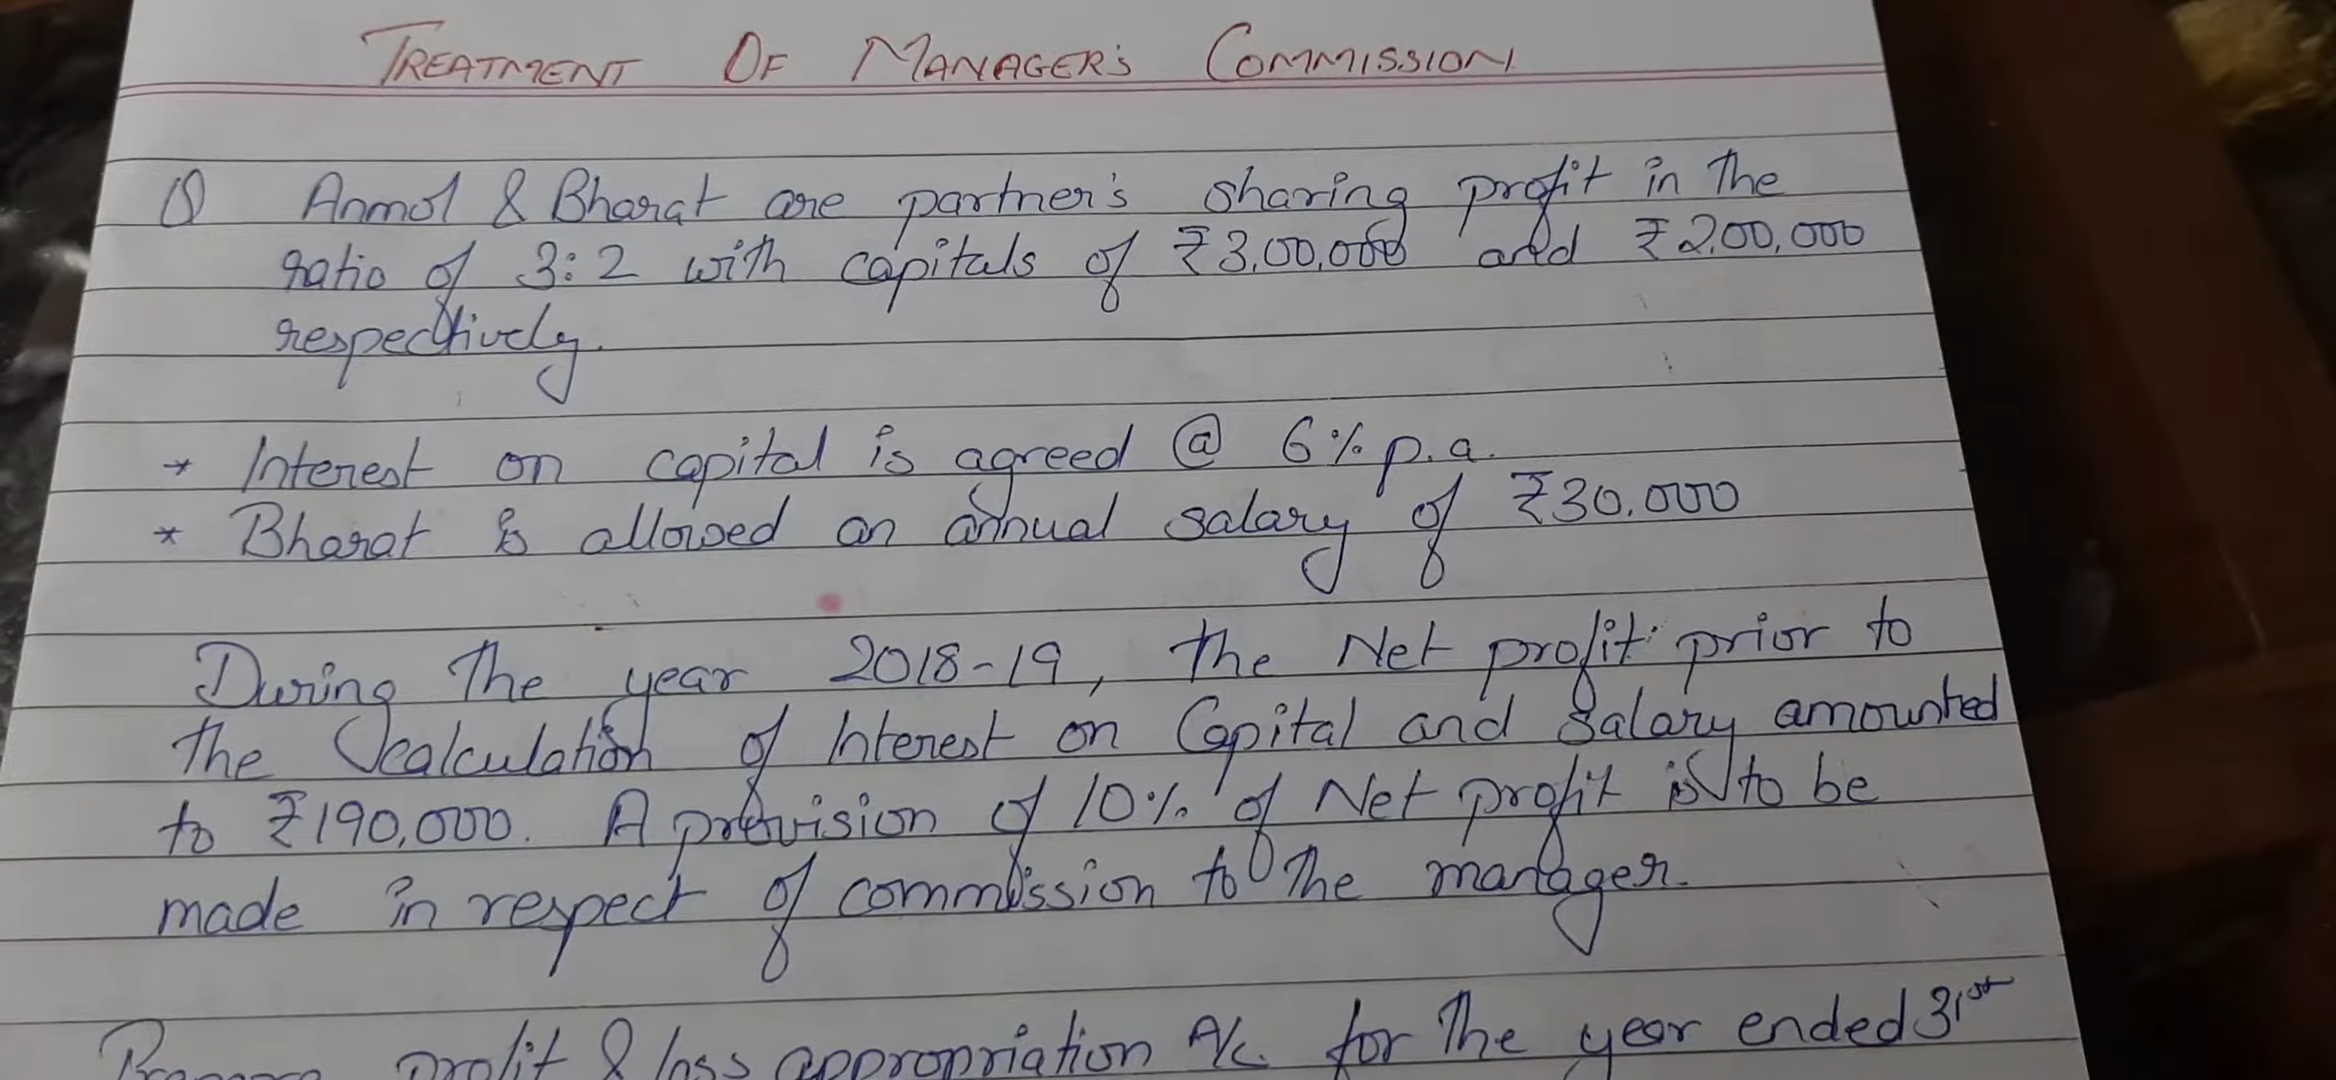 TREATMENT OF MANAGER'S COMMISSION
Q Anmol & Bharat are partner's sharing profit in the
ratio of 3:2 with capitals of ₹3,00,000 and ₹2,00,000
respectively.
* Interest on capital is agreed @ 6% p.a.
* Bharat is allowed an annual salary of ₹30,000
During the year 2018-19, the Net profit prior to
the calculation of Interest on Capital and Salary amounted
to ₹190,000. A provision of 10% of Net profit is to be
made in respect of commission to the manager.
Prepare profit & loss appropriation A/c. for the year ended 31st